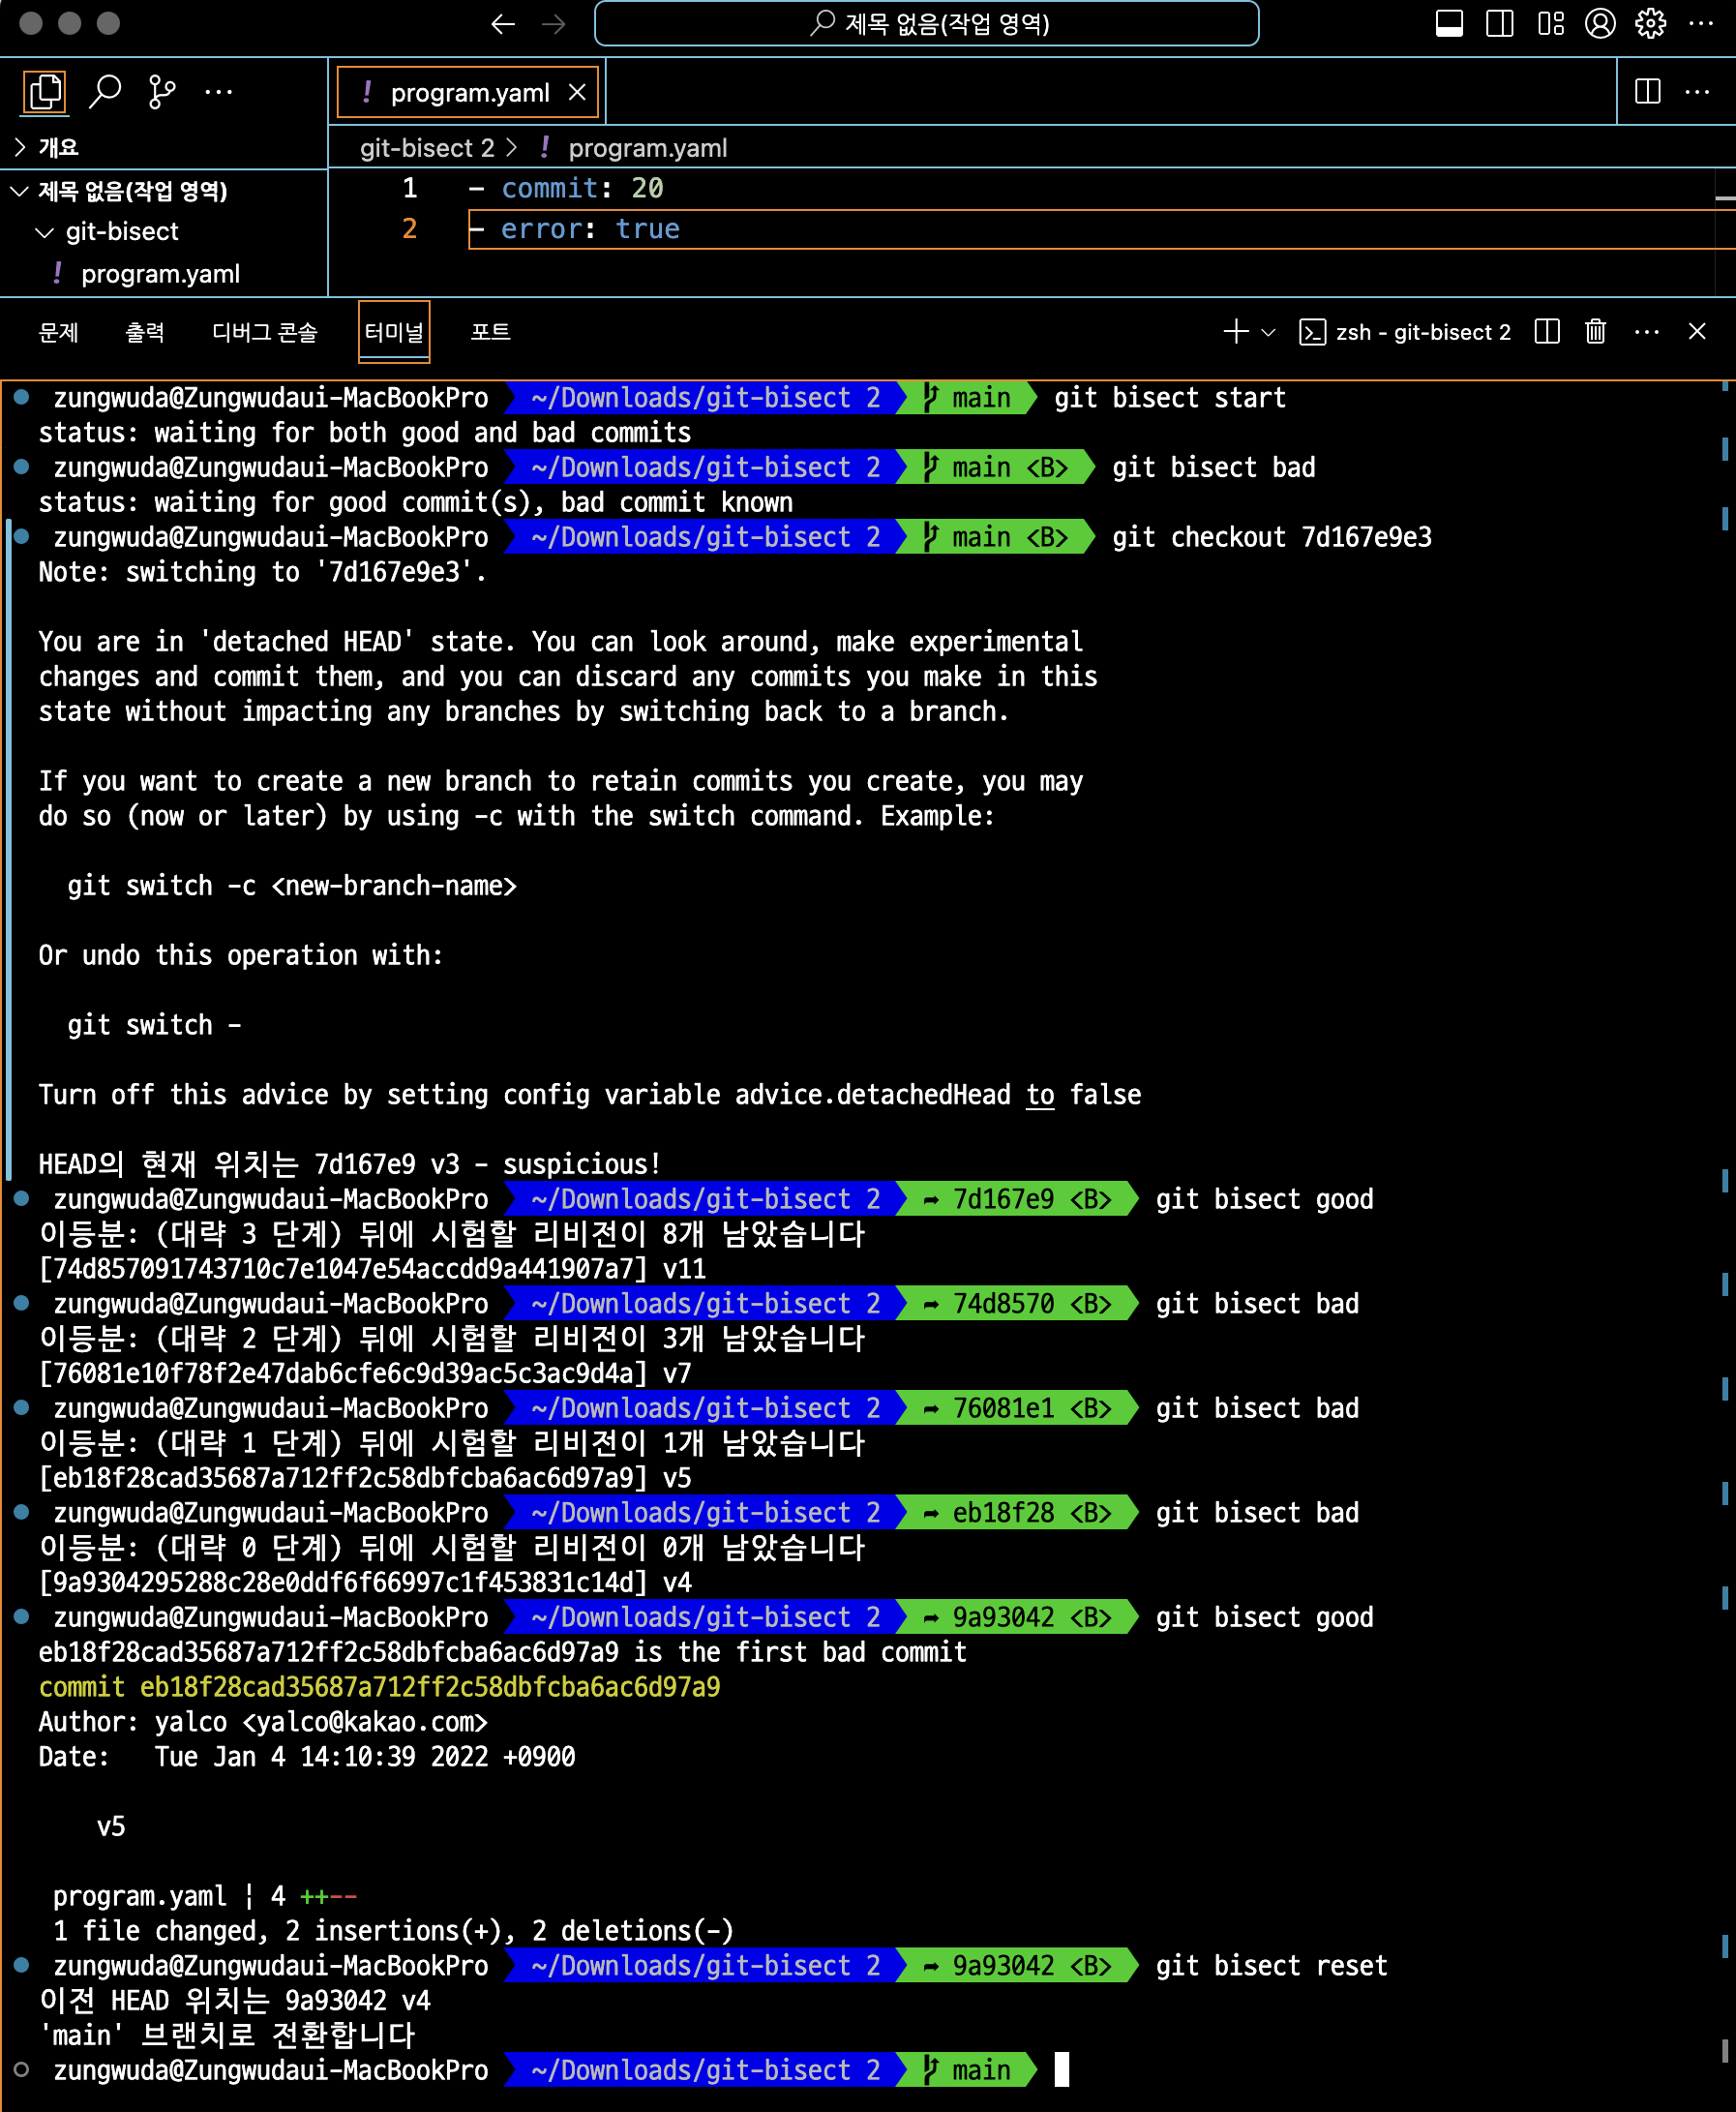 제목 없음(작업 영역)
program.yaml
개요
git-bisect 2 > ! program.yaml
제목 없음(작업 영역)
1 - commit: 20
2 - error: true
git-bisect
! program.yaml
문제 출력 디버그 콘솔 터미널 포트 zsh - git-bisect 2
zungwuda@Zungwudaui-MacBookPro ~/Downloads/git-bisect 2 main git bisect start
status: waiting for both good and bad commits
zungwuda@Zungwudaui-MacBookPro ~/Downloads/git-bisect 2 main <B> git bisect bad
status: waiting for good commit(s), bad commit known
zungwuda@Zungwudaui-MacBookPro ~/Downloads/git-bisect 2 main <B> git checkout 7d167e9e3
Note: switching to '7d167e9e3'.
You are in 'detached HEAD' state. You can look around, make experimental
changes and commit them, and you can discard any commits you make in this
state without impacting any branches by switching back to a branch.
If you want to create a new branch to retain commits you create, you may
do so (now or later) by using -c with the switch command. Example:
git switch -c <new-branch-name>
Or undo this operation with:
git switch -
Turn off this advice by setting config variable advice.detachedHead to false
HEAD의 현재 위치는 7d167e9 v3 - suspicious!
zungwuda@Zungwudaui-MacBookPro ~/Downloads/git-bisect 2 ➦ 7d167e9 <B> git bisect good
이등분: (대략 3 단계) 뒤에 시험할 리비전이 8개 남았습니다
[74d857091743710c7e1047e54accdd9a441907a7] v11
zungwuda@Zungwudaui-MacBookPro ~/Downloads/git-bisect 2 ➦ 74d8570 <B> git bisect bad
이등분: (대략 2 단계) 뒤에 시험할 리비전이 3개 남았습니다
[76081e10f78f2e47dab6cfe6c9d39ac5c3ac9d4a] v7
zungwuda@Zungwudaui-MacBookPro ~/Downloads/git-bisect 2 ➦ 76081e1 <B> git bisect bad
이등분: (대략 1 단계) 뒤에 시험할 리비전이 1개 남았습니다
[eb18f28cad35687a712ff2c58dbfcba6ac6d97a9] v5
zungwuda@Zungwudaui-MacBookPro ~/Downloads/git-bisect 2 ➦ eb18f28 <B> git bisect bad
이등분: (대략 0 단계) 뒤에 시험할 리비전이 0개 남았습니다
[9a9304295288c28e0ddf6f66997c1f453831c14d] v4
zungwuda@Zungwudaui-MacBookPro ~/Downloads/git-bisect 2 ➦ 9a93042 <B> git bisect good
eb18f28cad35687a712ff2c58dbfcba6ac6d97a9 is the first bad commit
commit eb18f28cad35687a712ff2c58dbfcba6ac6d97a9
Author: yalco <yalco@kakao.com>
Date:   Tue Jan 4 14:10:39 2022 +0900
v5
program.yaml | 4 ++--
1 file changed, 2 insertions(+), 2 deletions(-)
zungwuda@Zungwudaui-MacBookPro ~/Downloads/git-bisect 2 ➦ 9a93042 <B> git bisect reset
이전 HEAD 위치는 9a93042 v4
'main' 브랜치로 전환합니다
zungwuda@Zungwudaui-MacBookPro ~/Downloads/git-bisect 2 main